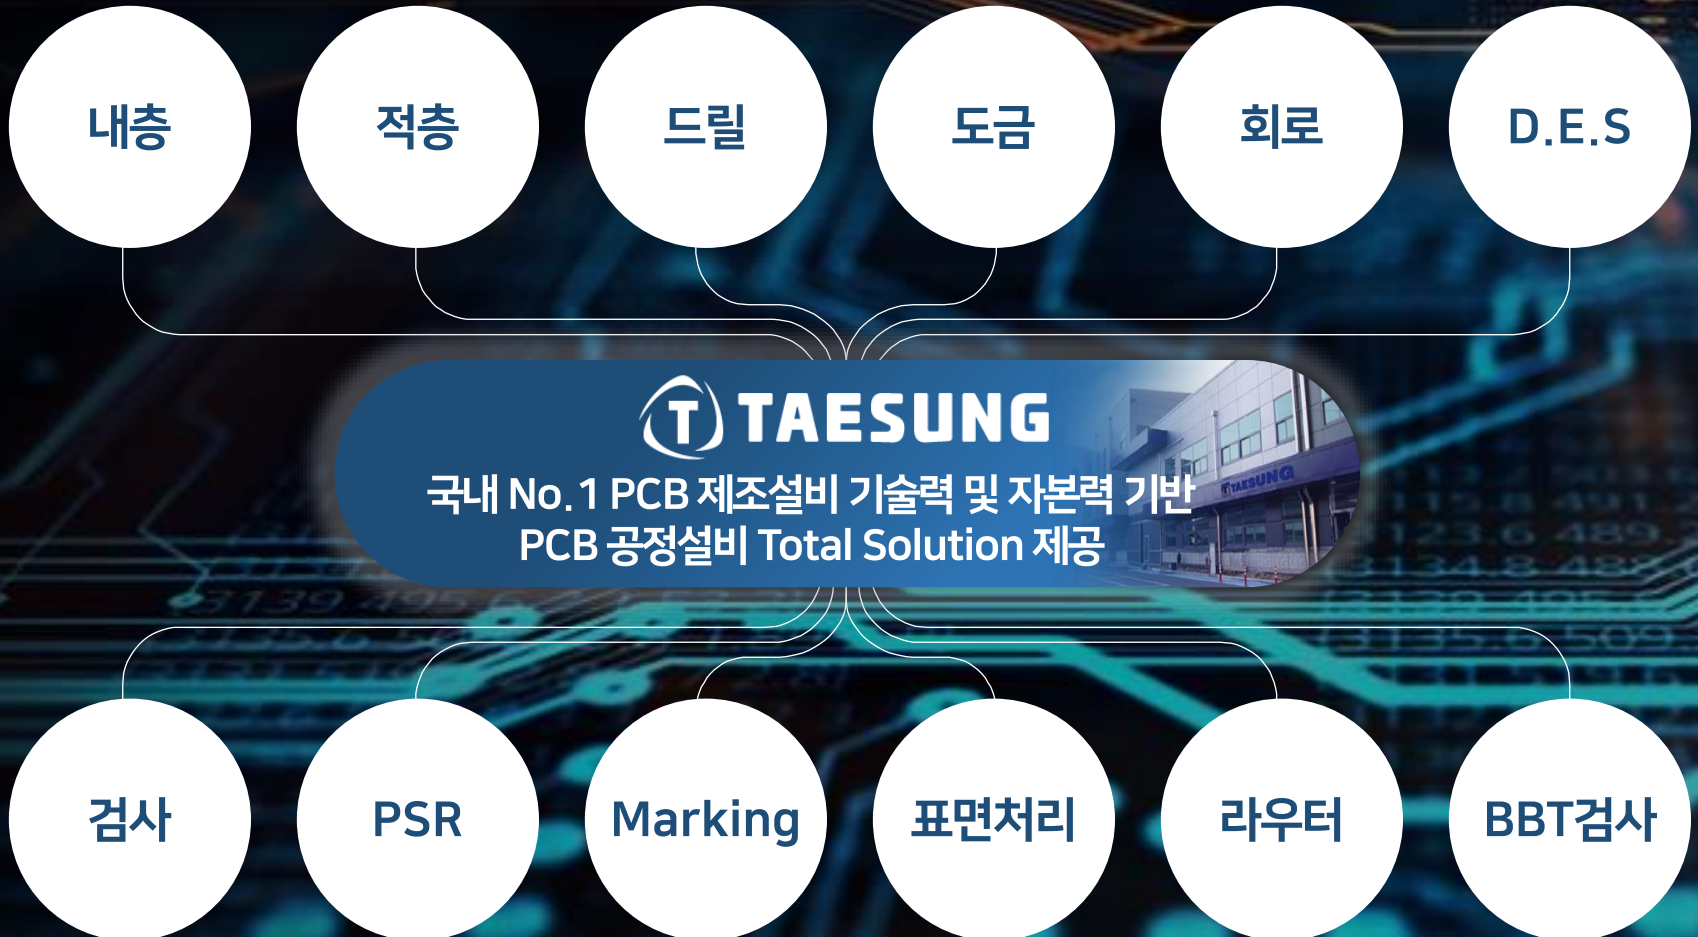 내층
적층
드릴
도금
회로
D.E.S
TAESUNG
국내 No.1 PCB 제조설비 기술력 및 자본력 기반
PCB 공정설비 Total Solution 제공
TAESUNG
검사
PSR
Marking
표면처리
라우터
BBT검사